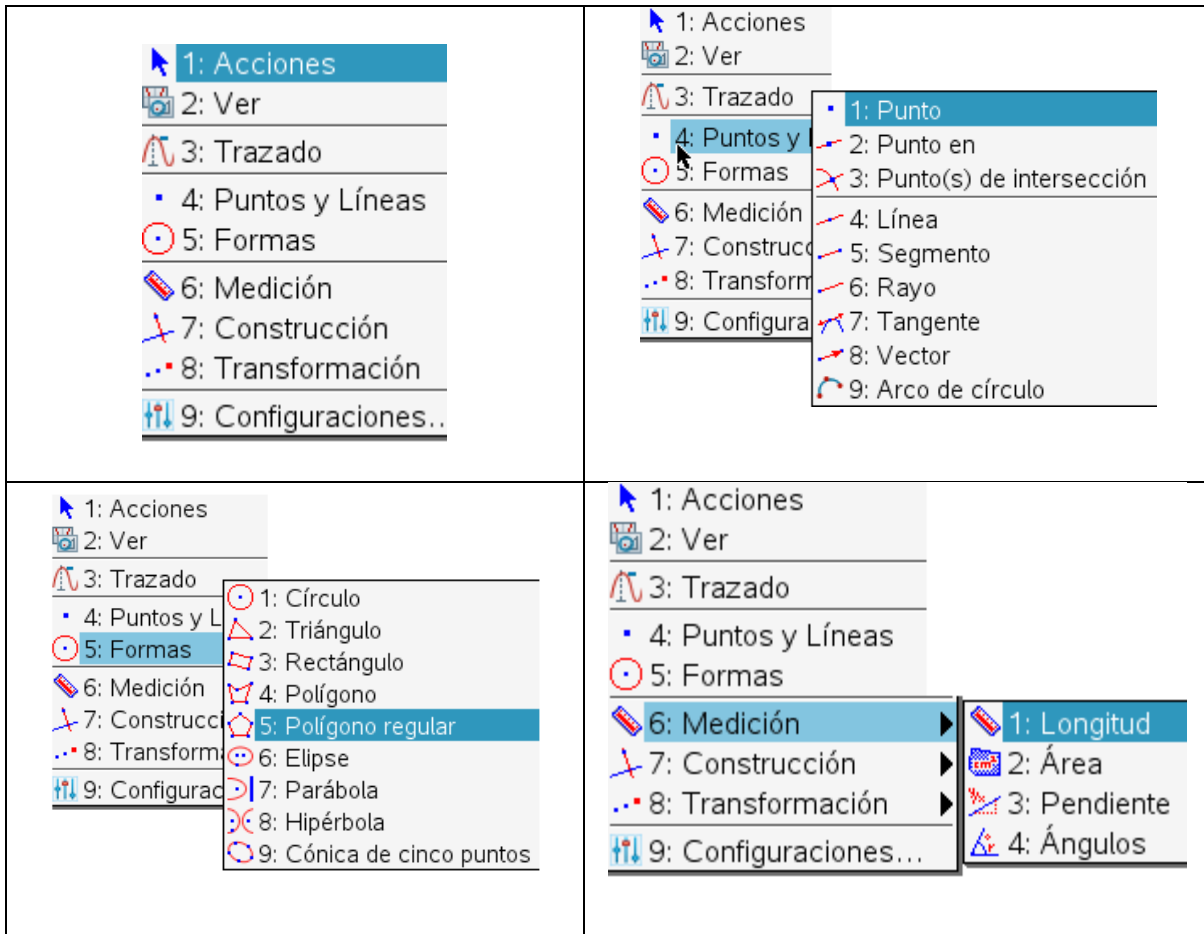 1: Acciones
2: Ver
3: Trazado
4: Puntos y Líneas
5: Formas
6: Medición
7: Construcción
8: Transformación
9: Configuraciones..
1: Acciones
2: Ver
3: Trazado
4: Puntos y
5: Formas
6: Medición
7: Construcc
8: Transform
9: Configura
1: Punto
2: Punto en
3: Punto(s) de intersección
4: Línea
5: Segmento
6: Rayo
7: Tangente
8: Vector
9: Arco de círculo
1: Acciones
2: Ver
3: Trazado
4: Puntos y L
5: Formas
6: Medición
7: Construcci
8: Transforma
9: Configurac
1: Círculo
2: Triángulo
3: Rectángulo
4: Polígono
5: Polígono regular
6: Elipse
7: Parábola
8: Hipérbola
9: Cónica de cinco puntos
1: Acciones
2: Ver
3: Trazado
4: Puntos y Líneas
5: Formas
6: Medición
7: Construcción
8: Transformación
9: Configuraciones...
1: Longitud
2: Área
3: Pendiente
4: Ángulos